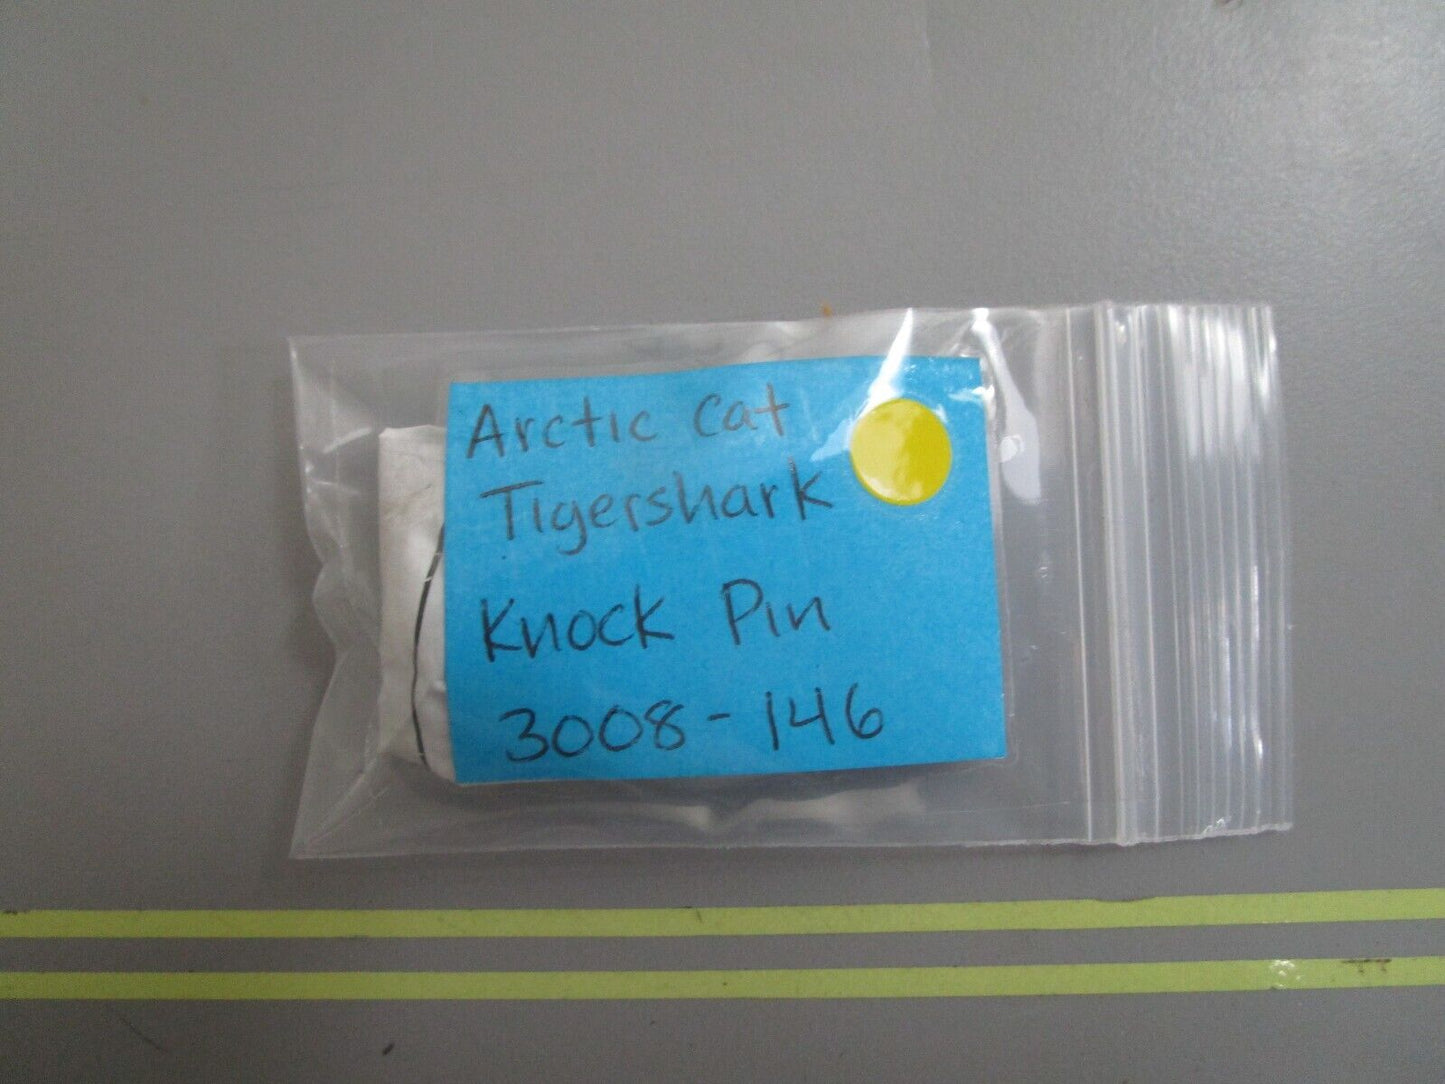 Arctic Cat
Tigershark
Knock Pin
3008-146